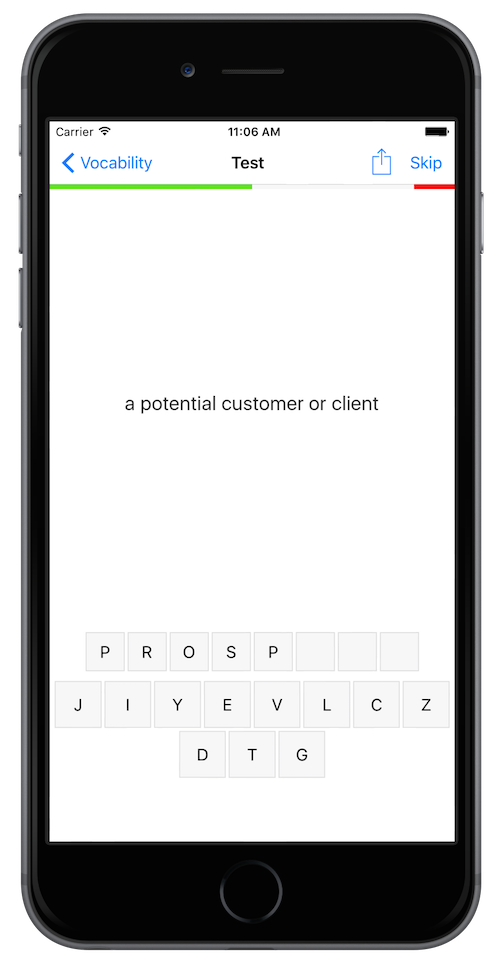 Carrier 11:06 AM
Vocability Test Skip
a potential customer or client
P R O S P
J I Y E V L C Z
D T G